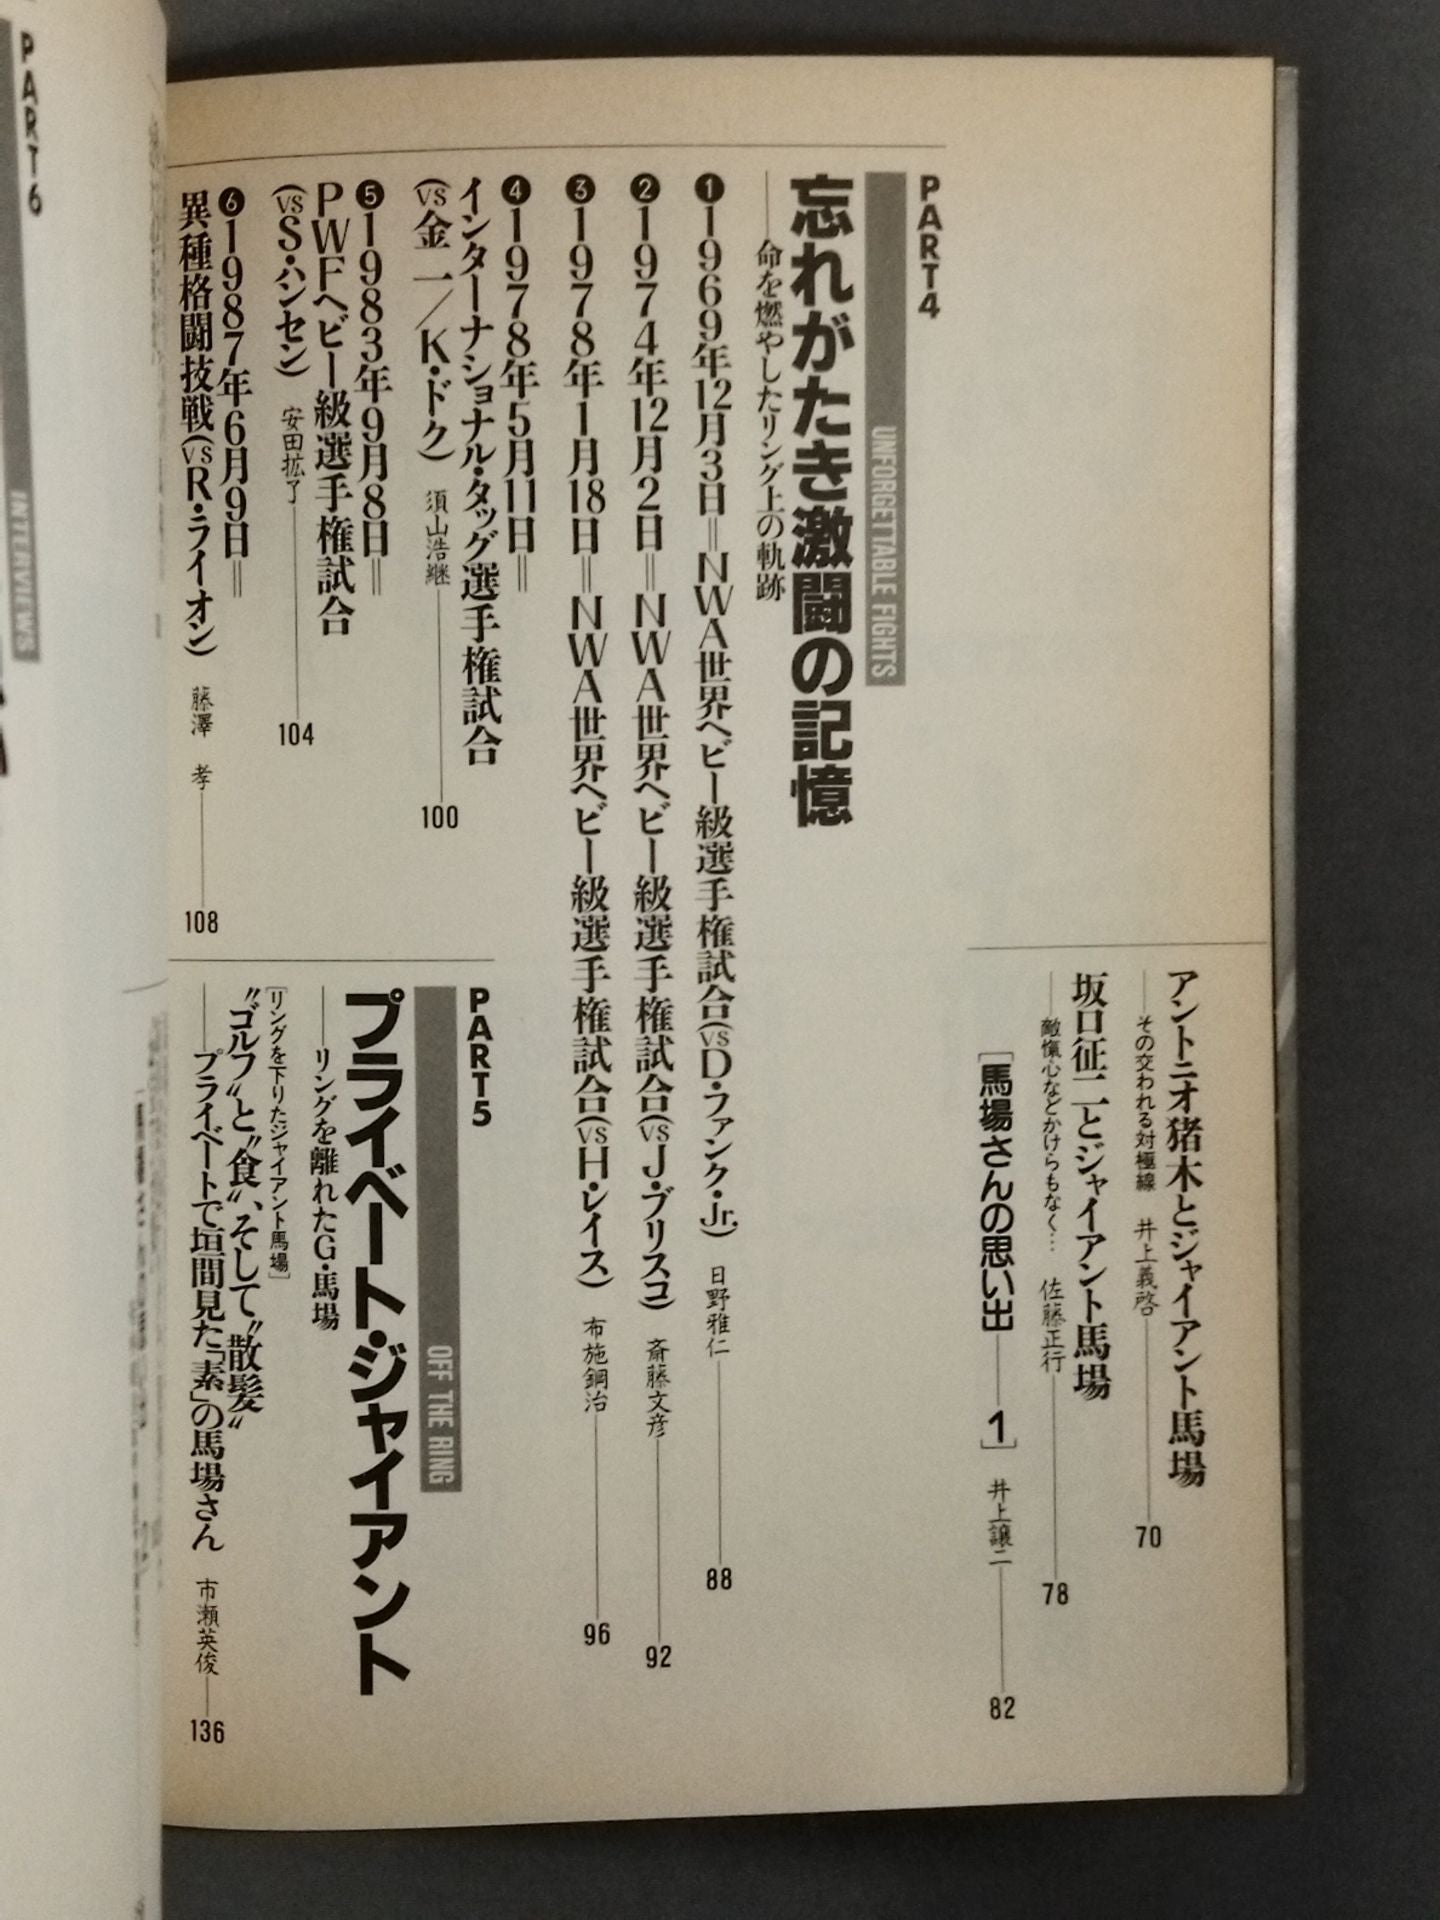 アントニオ猪木とジャイアント馬場
──その交われる対極線 井上義啓──70
坂口征二とジャイアント馬場
──敵愾心などかけらもなく… 佐藤正行──78
[馬場さんの思い出──1] 井上譲二──82
PART4
UNFORGETTABLE FIGHTS
忘れがたき激闘の記憶
──命を燃やしたリング上の軌跡
❶1969年12月3日=NWA世界ヘビー級選手権試合(vsD・ファンク・Jr.) 日野雅仁──88
❷1974年12月2日=NWA世界ヘビー級選手権試合(vsJ・ブリスコ) 斎藤文彦──92
❸1978年1月18日=NWA世界ヘビー級選手権試合(vsH・レイス) 布施鋼治──96
❹1978年5月11日=
インターナショナル・タッグ選手権試合
(vs金一/K・ドク) 須山浩継──100
❺1983年9月8日=
PWFヘビー級選手権試合
(vsS・ハンセン) 安田拡了──104
❻1987年6月9日=
異種格闘技戦(vsR・ライオン) 藤澤 孝──108
PART5
OFF THE RING
プライベート・ジャイアント
──リングを離れたG・馬場
[リングを下りたジャイアント馬場]
〝ゴルフ〟と〝食〟、そして〝散髪〟
──プライベートで垣間見た「素」の馬場さん 市瀬英俊──136
PART6
INTERVIEWS